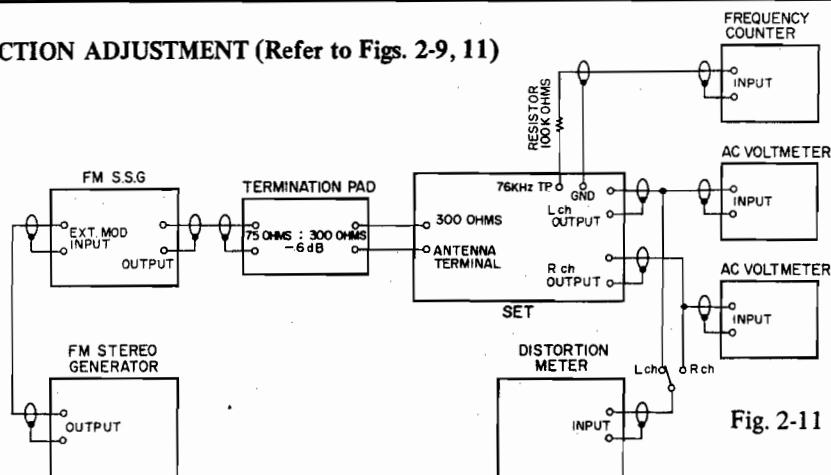 CTION ADJUSTMENT (Refer to Figs. 2-9, 11)
FREQUENCY
COUNTER
INPUT
RESISTOR
100K OHMS
AC VOLTMETER
INPUT
FM S.S.G
EXT. MOD
INPUT
OUTPUT
TERMINATION PAD
75 OHMS : 300 OHMS
-6dB
76KHz TP
GND
300 OHMS
L ch
OUTPUT
ANTENNA
TERMINAL
R ch
OUTPUT
SET
AC VOLTMETER
INPUT
FM STEREO
GENERATOR
OUTPUT
DISTORTION
METER
INPUT
L ch
R ch
Fig. 2-11